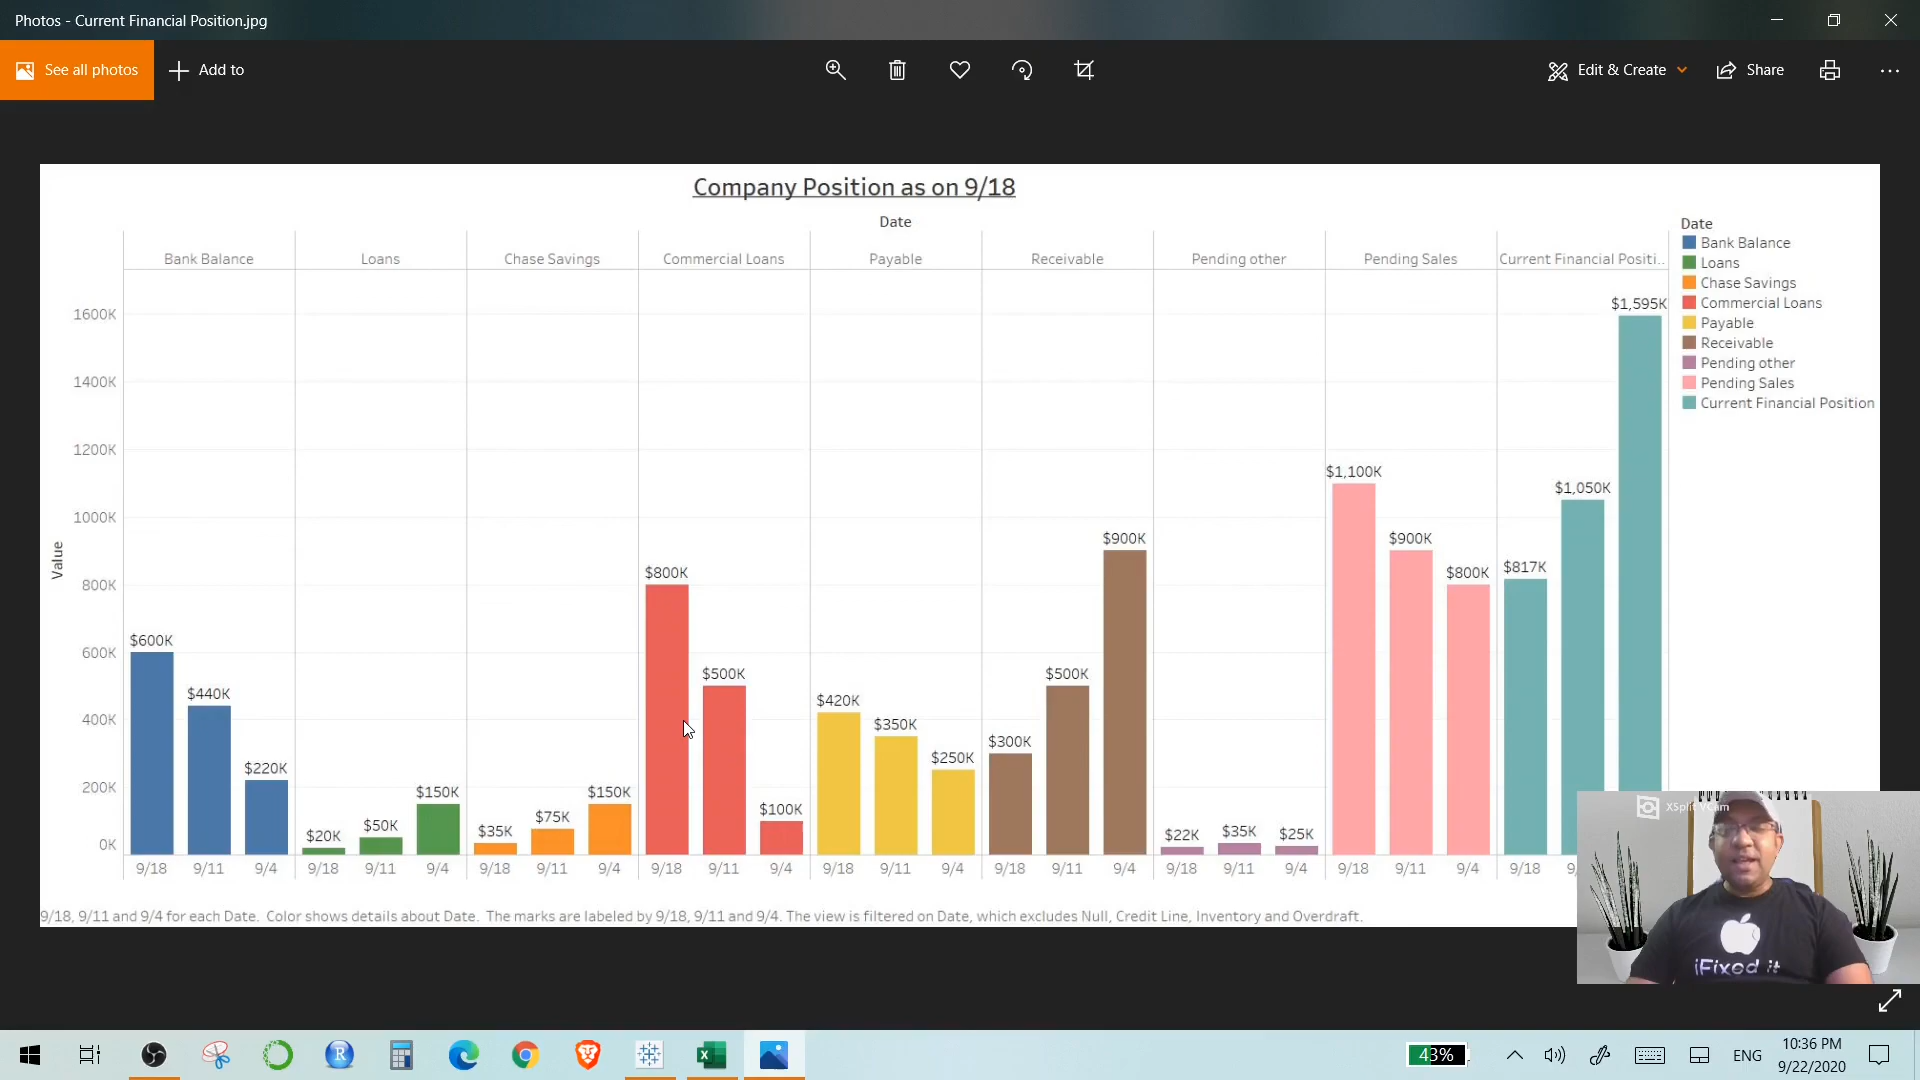 Photos - Current Financial Position.jpg
See all photos
Add to
Edit & Create
Share
Company Position as on 9/18
Date
Bank Balance Loans Chase Savings Commercial Loans Payable Receivable Pending other Pending Sales Current Financial Positi..
Value
1600K
1400K
1200K
1000K
800K
600K
400K
200K
0K
$600K $440K $220K
$20K $50K $150K
$35K $75K $150K
$800K $500K $100K
$420K $350K $250K
$300K $500K $900K
$22K $35K $25K
$1,100K $900K $800K
$817K $1,050K $1,595K
9/18 9/11 9/4 9/18 9/11 9/4 9/18 9/11 9/4 9/18 9/11 9/4 9/18 9/11 9/4 9/18 9/11 9/4 9/18 9/11 9/4 9/18 9/11 9/4 9/18
Date
Bank Balance
Loans
Chase Savings
Commercial Loans
Payable
Receivable
Pending other
Pending Sales
Current Financial Position
9/18, 9/11 and 9/4 for each Date. Color shows details about Date. The marks are labeled by 9/18, 9/11 and 9/4. The view is filtered on Date, which excludes Null, Credit Line, Inventory and Overdraft.
XSplit VCam
iFixed it
R
43%
ENG
10:36 PM
9/22/2020